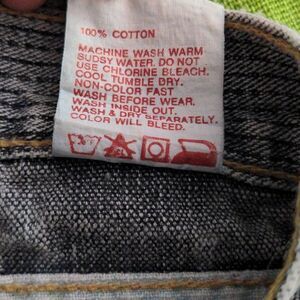 100% COTTON
MACHINE WASH WARM
SUDSY WATER. DO NOT
USE CHLORINE BLEACH.
COOL TUMBLE DRY.
NON-COLOR FAST
WASH BEFORE WEAR.
WASH INSIDE OUT.
WASH & DRY SEPARATELY.
COLOR WILL BLEED.